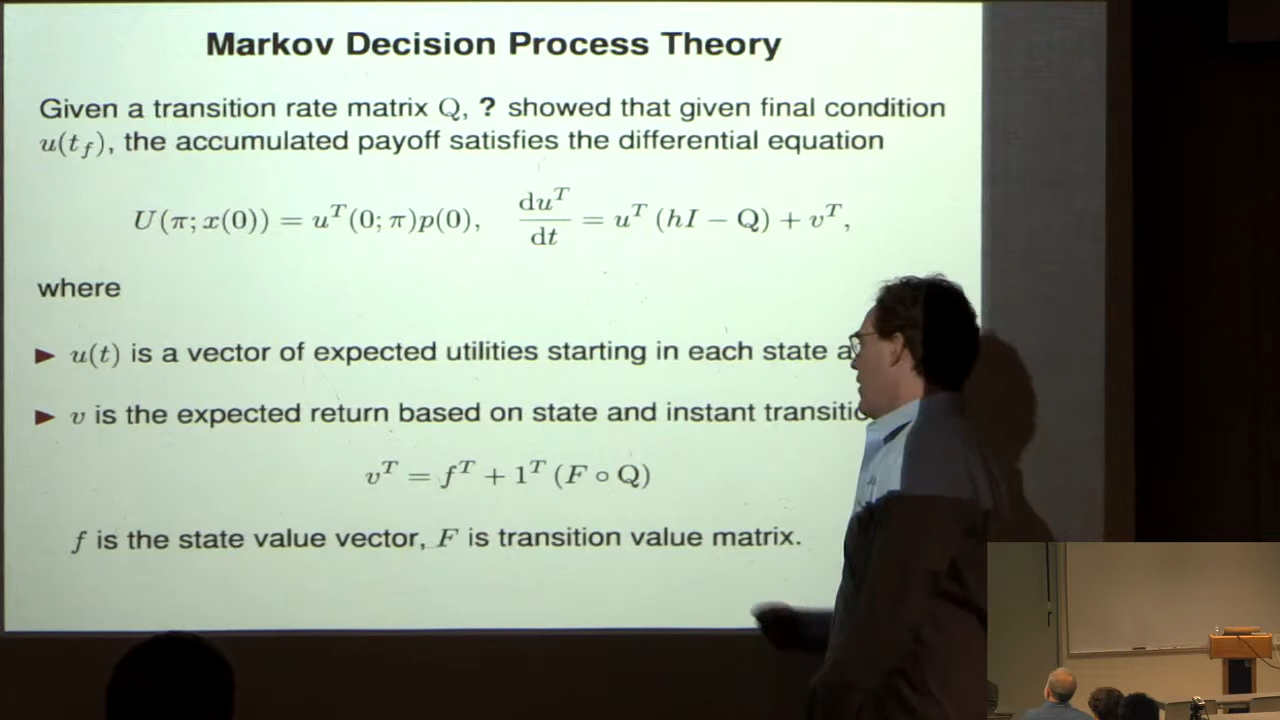 Markov Decision Process Theory
Given a transition rate matrix Q, ? showed that given final condition
u(t_f), the accumulated payoff satisfies the differential equation
U(π; x(0)) = u^T(0; π)p(0), du^T/dt = u^T (hI − Q) + v^T,
where
► u(t) is a vector of expected utilities starting in each state
► v is the expected return based on state and instant
v^T = f^T + 1^T (F ∘ Q)
f is the state value vector, F is transition value matrix.